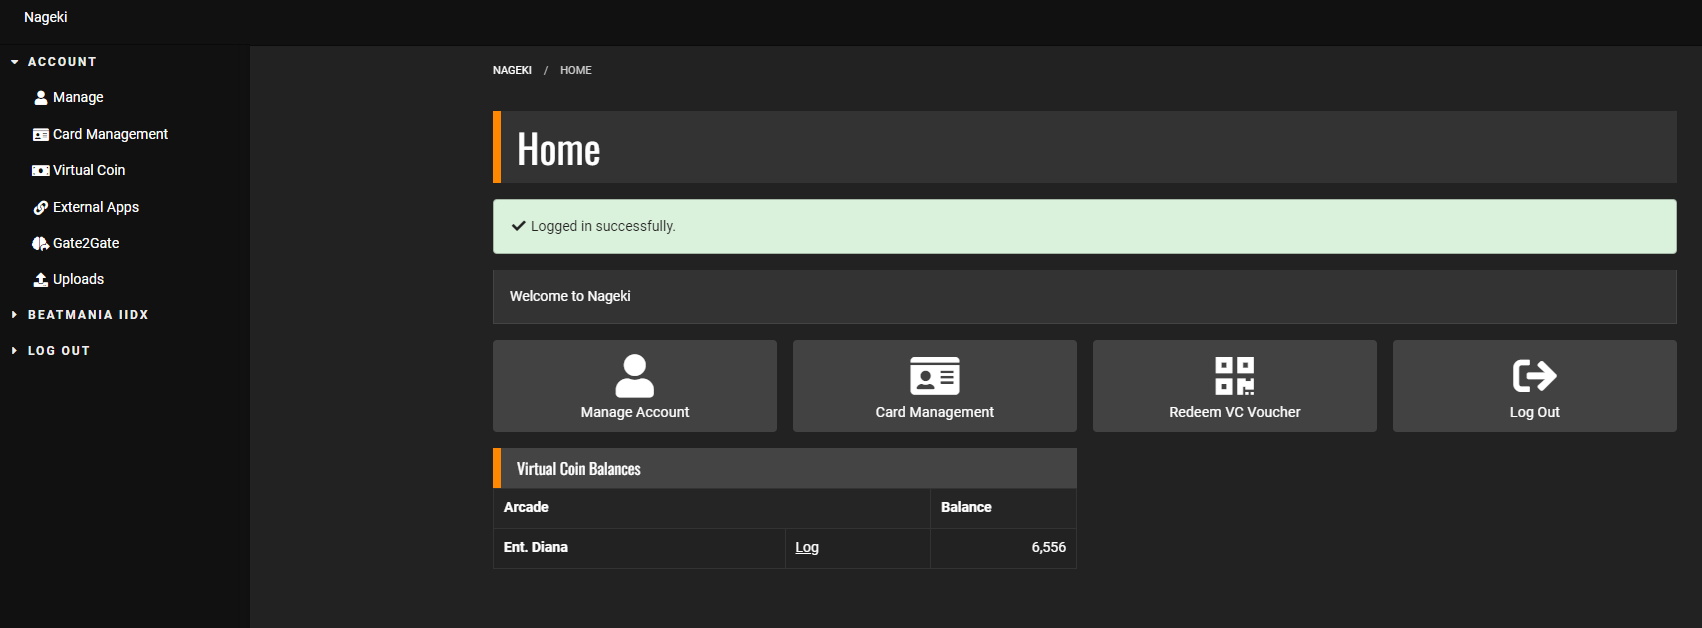 Nageki
ACCOUNT
Manage
Card Management
Virtual Coin
External Apps
Gate2Gate
Uploads
BEATMANIA IIDX
LOG OUT
NAGEKI / HOME
Home
Logged in successfully.
Welcome to Nageki
Manage Account
Card Management
Redeem VC Voucher
Log Out
Virtual Coin Balances
Arcade Balance
Ent. Diana Log 6,556